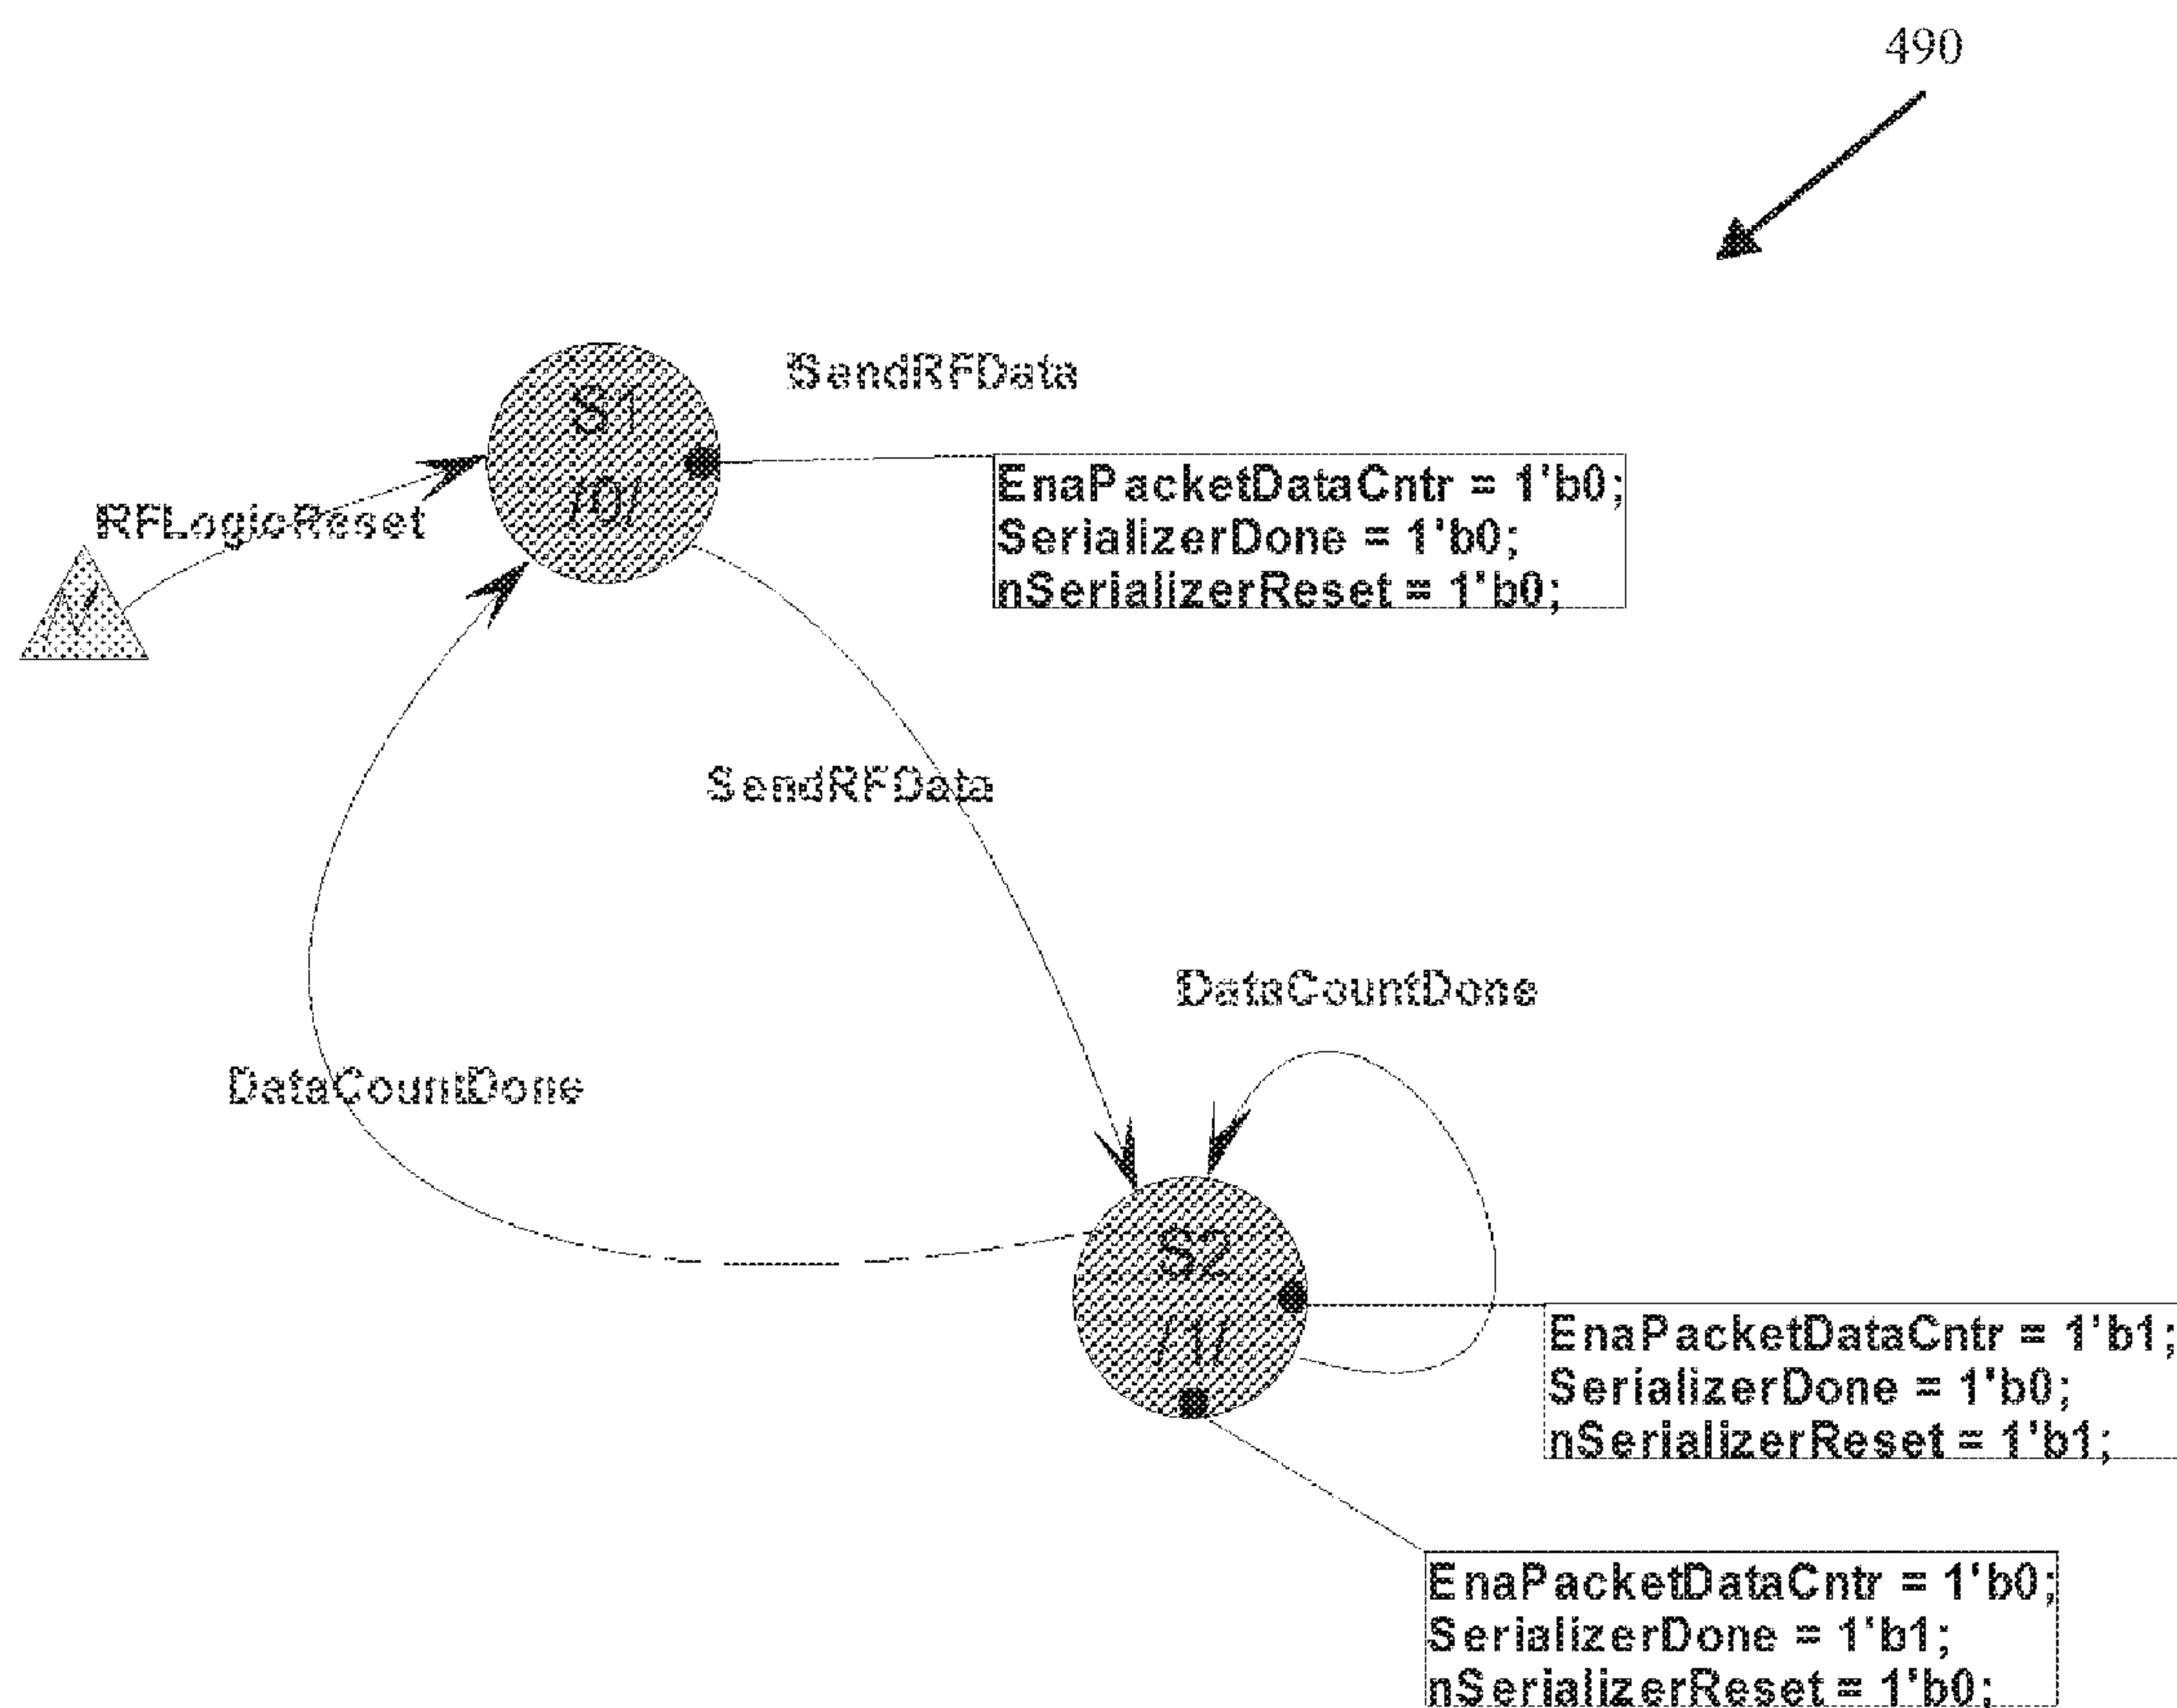 490
SendRFData
S1
/0/
EnaPacketDataCntr = 1'b0;
SerializerDone = 1'b0;
nSerializerReset = 1'b0;
RFLogicReset
SendRFData
DataCountDone
DataCountDone
S2
/1/
EnaPacketDataCntr = 1'b1;
SerializerDone = 1'b0;
nSerializerReset = 1'b1;
EnaPacketDataCntr = 1'b0;
SerializerDone = 1'b1;
nSerializerReset = 1'b0;